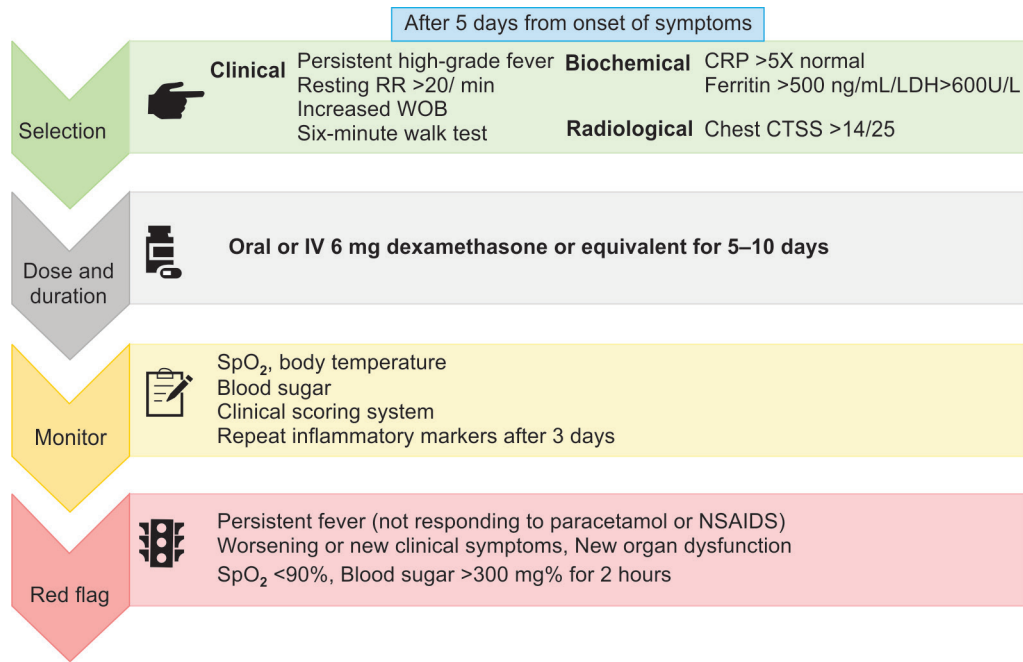 After 5 days from onset of symptoms
Selection
Clinical
Persistent high-grade fever
Resting RR >20/ min
Increased WOB
Six-minute walk test
Biochemical
CRP >5X normal
Ferritin >500 ng/mL/LDH>600U/L
Radiological
Chest CTSS >14/25
Dose and
duration
Oral or IV 6 mg dexamethasone or equivalent for 5–10 days
Monitor
SpO₂, body temperature
Blood sugar
Clinical scoring system
Repeat inflammatory markers after 3 days
Red flag
Persistent fever (not responding to paracetamol or NSAIDS)
Worsening or new clinical symptoms, New organ dysfunction
SpO₂ <90%, Blood sugar >300 mg% for 2 hours